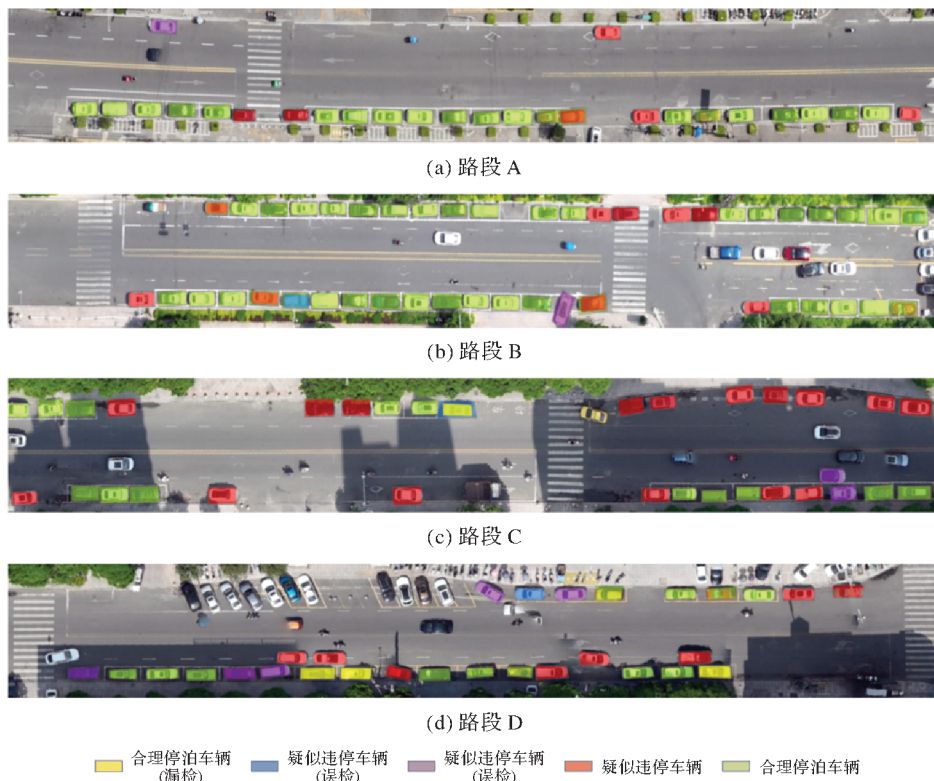 (a) 路段 A
(b) 路段 B
(c) 路段 C
(d) 路段 D
合理停泊车辆 疑似违停车辆 疑似违停车辆 疑似违停车辆 合理停泊车辆
(漏检) (误检) (误检)